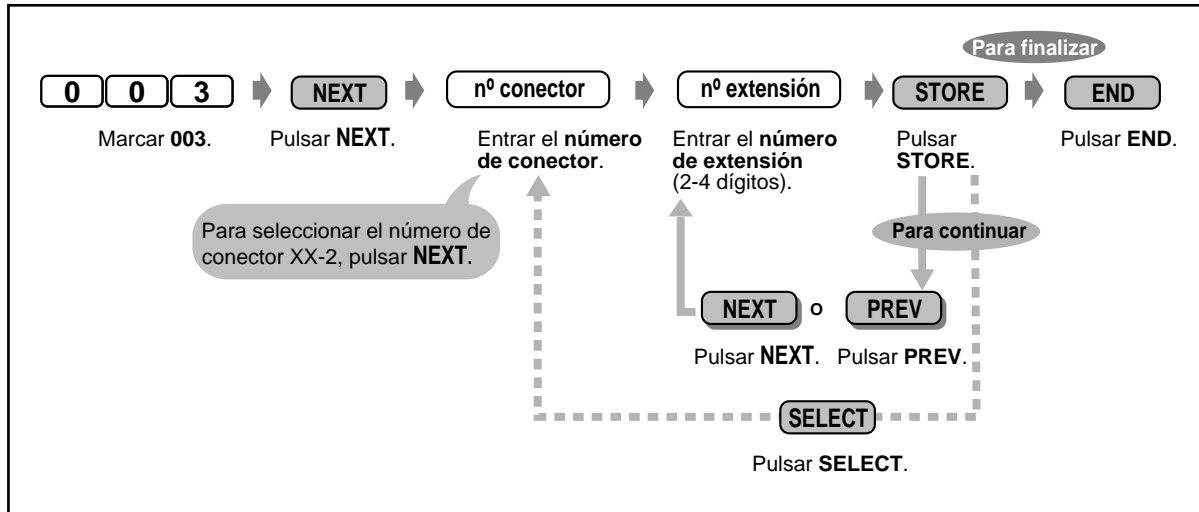 Para finalizar
0 0 3 NEXT nº conector nº extensión STORE END
Marcar 003. Pulsar NEXT. Entrar el número Entrar el número Pulsar Pulsar END.
de conector. de extensión STORE.
(2-4 dígitos).
Para seleccionar el número de
conector XX-2, pulsar NEXT.
Para continuar
NEXT o PREV
Pulsar NEXT. Pulsar PREV.
SELECT
Pulsar SELECT.